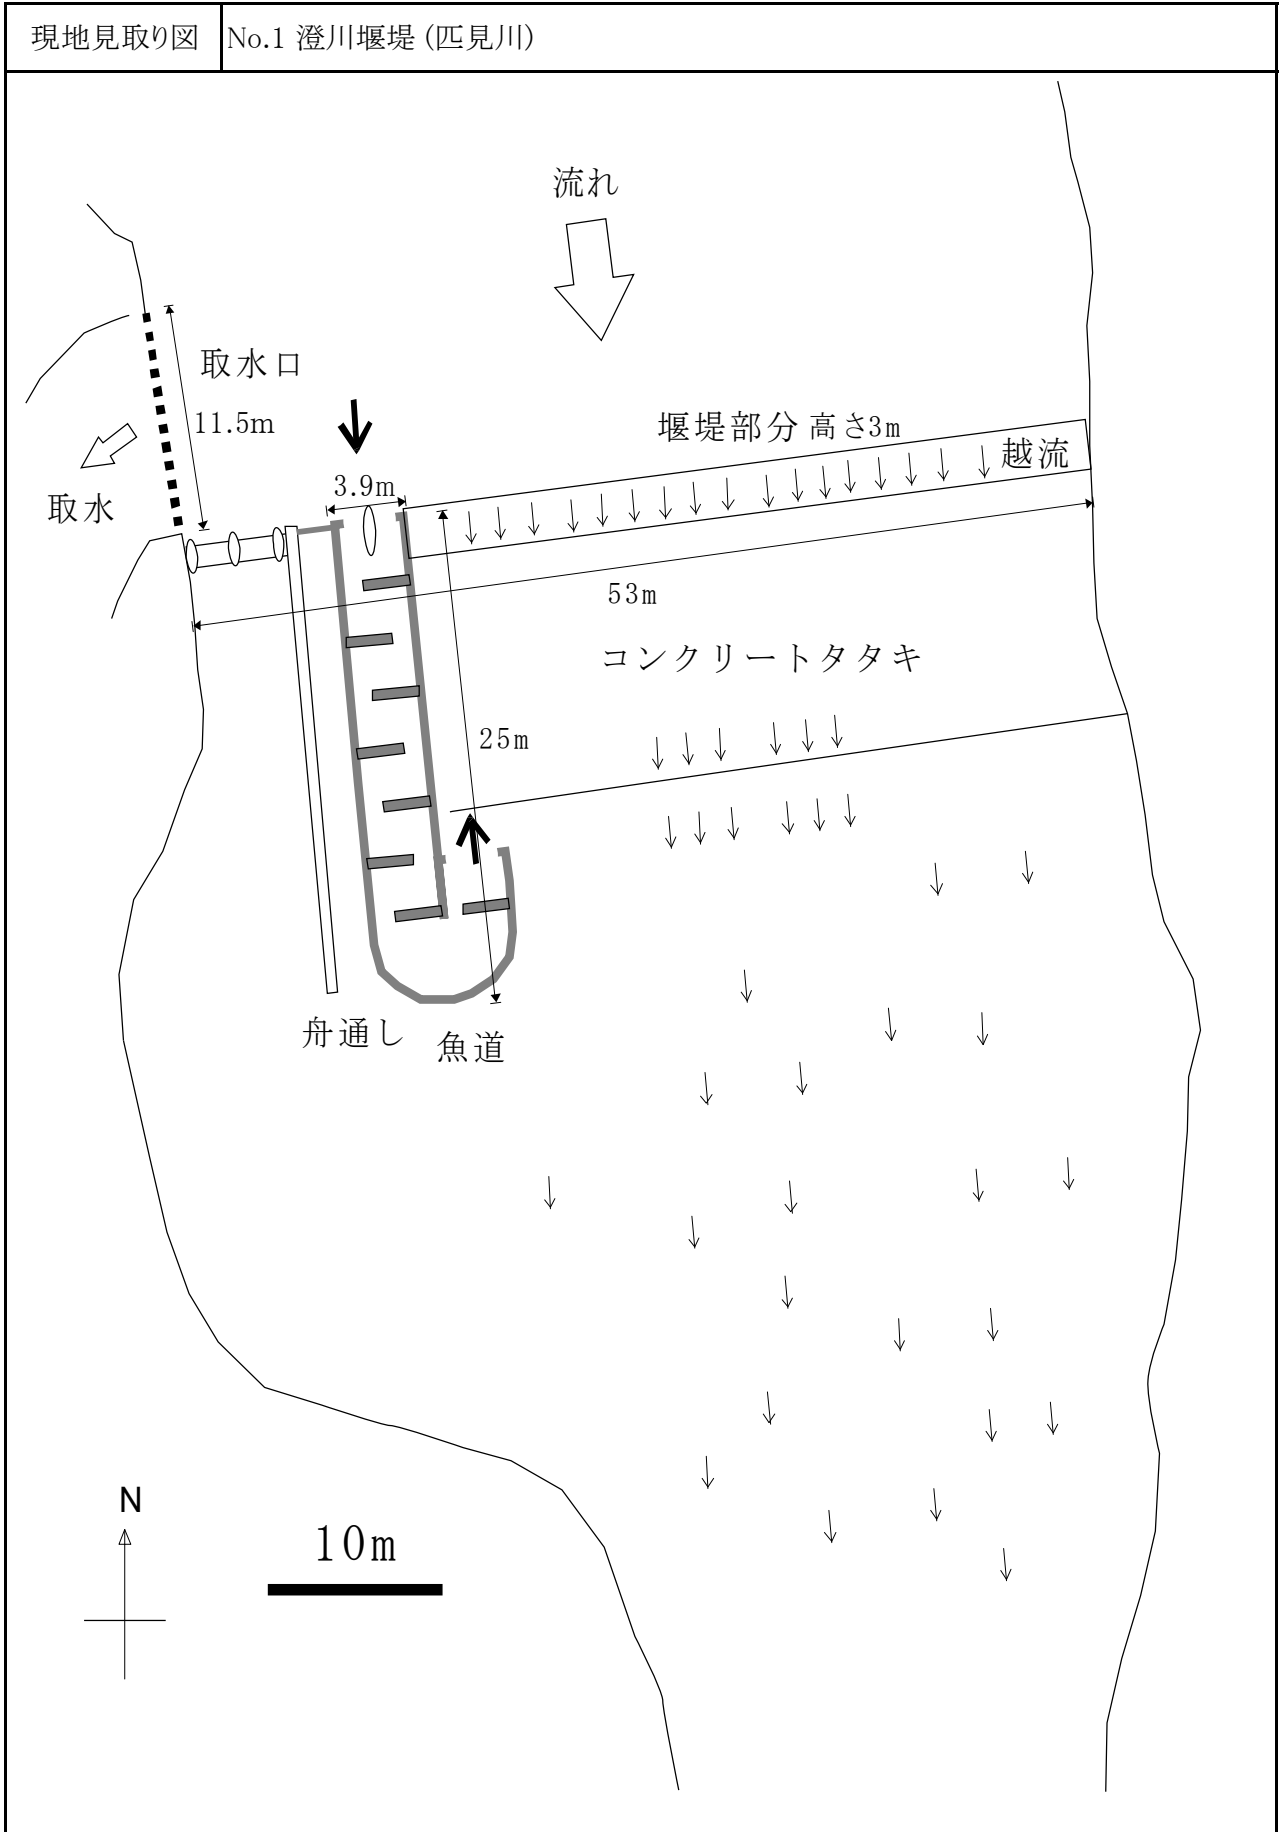 現地見取り図
No.1 澄川堰堤 (匹見川)
流れ
取水口
11.5m
堰堤部分 高さ3m
越流
取水
3.9m
53m
コンクリートタタキ
25m
舟通し
魚道
N
10m